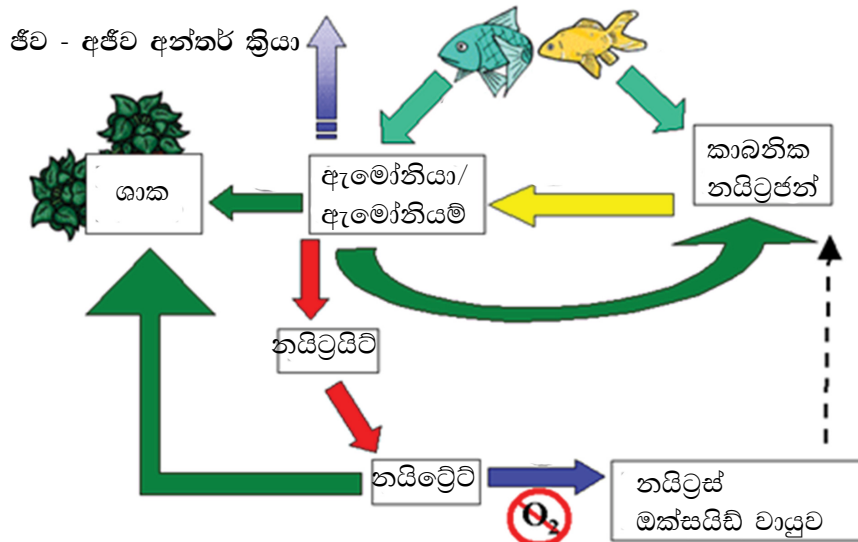 ජීව - අජීව අන්තර් ක්‍රියා
ශාක
ඇමෝනියා/
ඇමෝනියම්
කාබනික
නයිට්‍රජන්
නයිට්‍රයිට්
නයිට්‍රේට්
O₂
නයිට්‍රස්
ඔක්සයිඩ් වායුව